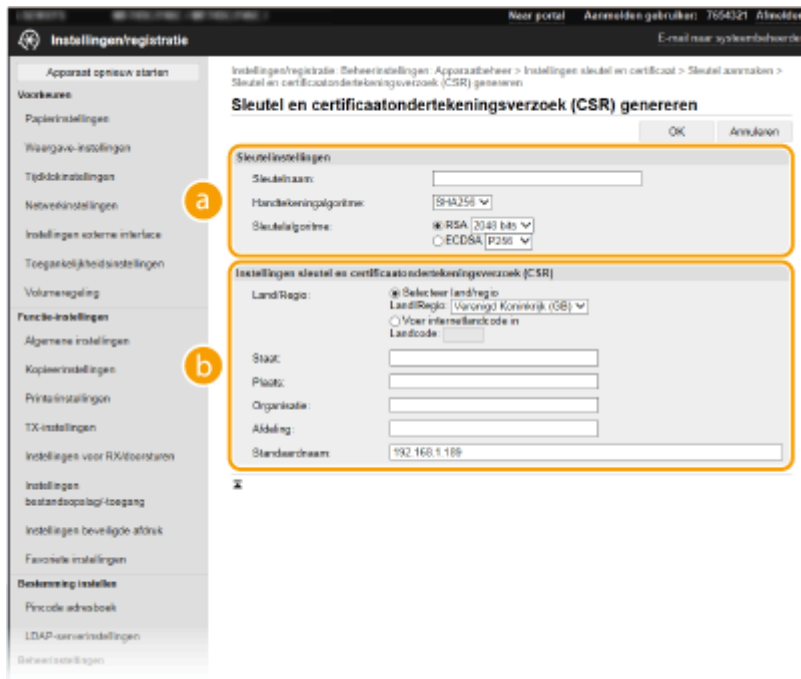 Naar portal Aanmelden gebruiker: 7654321 Afmelden
Instellingen/registratie
E-mail naar systeembeheerder
Apparaat opnieuw starten
Voorkeuren
Papierinstellingen
Weergave-instellingen
Tijdklokinstellingen
Netwerkinstellingen
Instellingen externe interface
Toegankelijkheidsinstellingen
Volumeregeling
Functie-instellingen
Algemene instellingen
Kopieerinstellingen
Printerinstallingen
TX-instellingen
Instellingen voor RX/doorsturen
Instellingen
bestandsopslag/-toegang
Instellingen beveiligde afdruk
Favoriete instellingen
Bestemming instellen
Pincode adresboek
LDAP-serverinstellingen
Beheerinstellingen
Instellingen/registratie: Beheerinstellingen: Apparaatbeheer > Instellingen sleutel en certificaat > Sleutel aanmaken >
Sleutel en certificaatondertekeningsverzoek (CSR) genereren
Sleutel en certificaatondertekeningsverzoek (CSR) genereren
OK Annuleren
a
Sleutelinstellingen
Sleutelnaam:
Handtekeningalgoritme: SHA256
Sleutelalgoritme: RSA 2048 bits
ECDSA P256
b
Instellingen sleutel en certificaatondertekeningsverzoek (CSR)
Land/Regio: Selecteer land/regio
Land/Regio: Verenigd Koninkrijk (GB)
Voer internetlandcode in
Landcode:
Staat:
Plaats:
Organisatie:
Afdeling:
Standaardnaam: 192.168.1.189